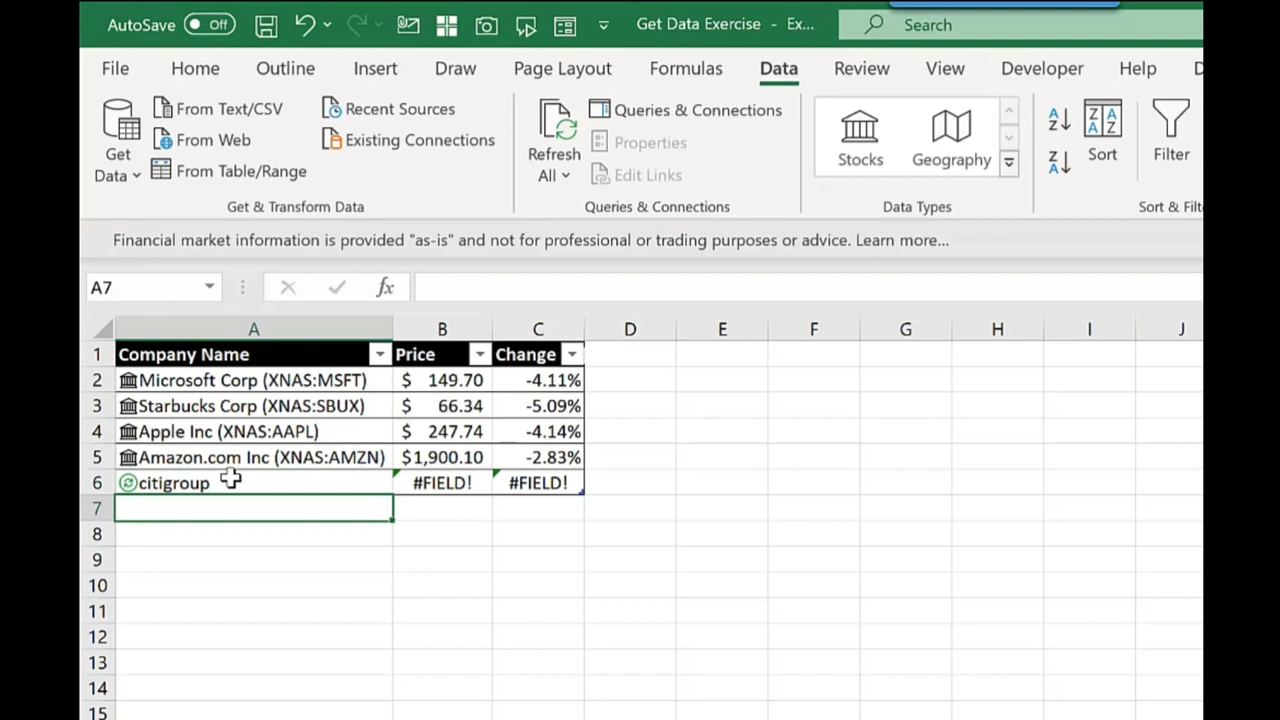 AutoSave Off Get Data Exercise - Ex... Search
File Home Outline Insert Draw Page Layout Formulas Data Review View Developer Help D
From Text/CSV
From Web
From Table/Range
Get
Data
Get & Transform Data
Recent Sources
Existing Connections
Refresh
All
Queries & Connections
Properties
Edit Links
Queries & Connections
Stocks Geography
Data Types
Sort
Filter
Sort & Filte
Financial market information is provided "as-is" and not for professional or trading purposes or advice. Learn more...
A7 fx
A B C D E F G H I J
1 Company Name Price Change
2 Microsoft Corp (XNAS:MSFT) $ 149.70 -4.11%
3 Starbucks Corp (XNAS:SBUX) $ 66.34 -5.09%
4 Apple Inc (XNAS:AAPL) $ 247.74 -4.14%
5 Amazon.com Inc (XNAS:AMZN) $1,900.10 -2.83%
6 citigroup #FIELD! #FIELD!
7
8
9
10
11
12
13
14
15